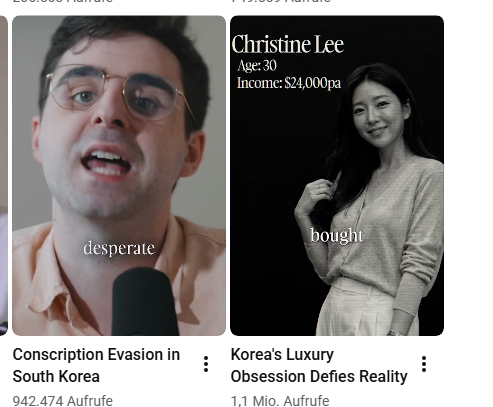 desperate
Conscription Evasion in
South Korea
942.474 Aufrufe
Christine Lee
Age: 30
Income: $24,000pa
bought
Korea's Luxury
Obsession Defies Reality
1,1 Mio. Aufrufe